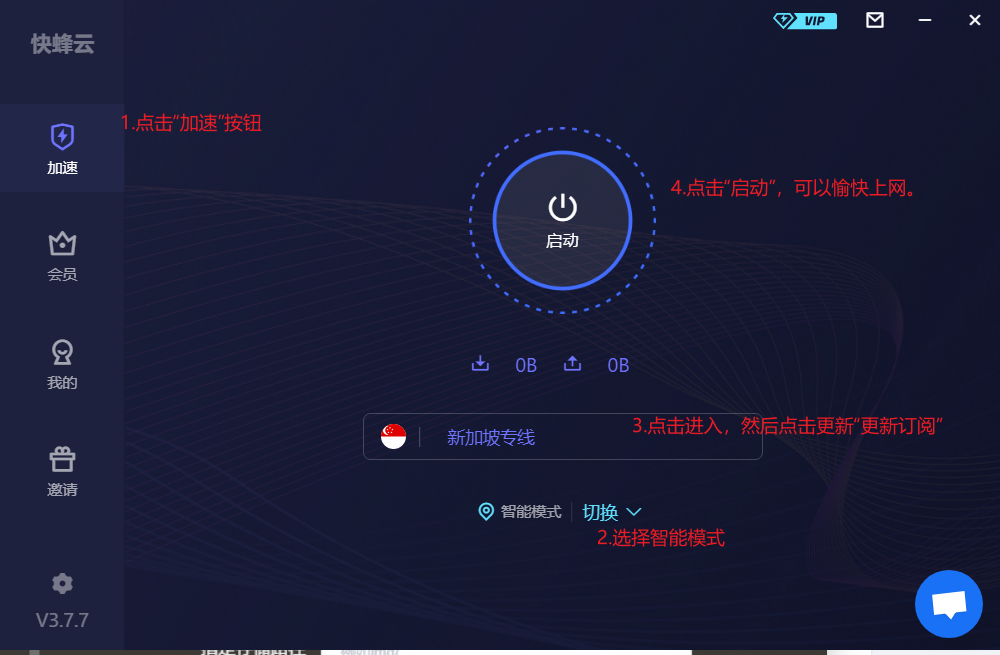 VIP
快蜂云
1.点击“加速”按钮
加速
4.点击“启动”，可以愉快上网。
启动
会员
0B
0B
我的
3.点击进入，然后点击更新“更新订阅”
新加坡专线
邀请
智能模式
切换
2.选择智能模式
V3.7.7